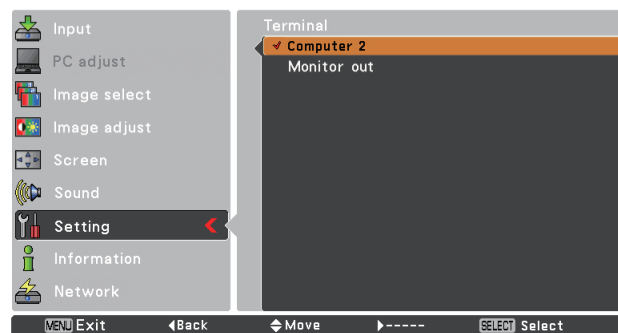 Input
PC adjust
Image select
Image adjust
Screen
Sound
Setting
Information
Network
Terminal
✔ Computer 2
Monitor out
MENU Exit ◀Back ◆Move ▶----- SELECT Select